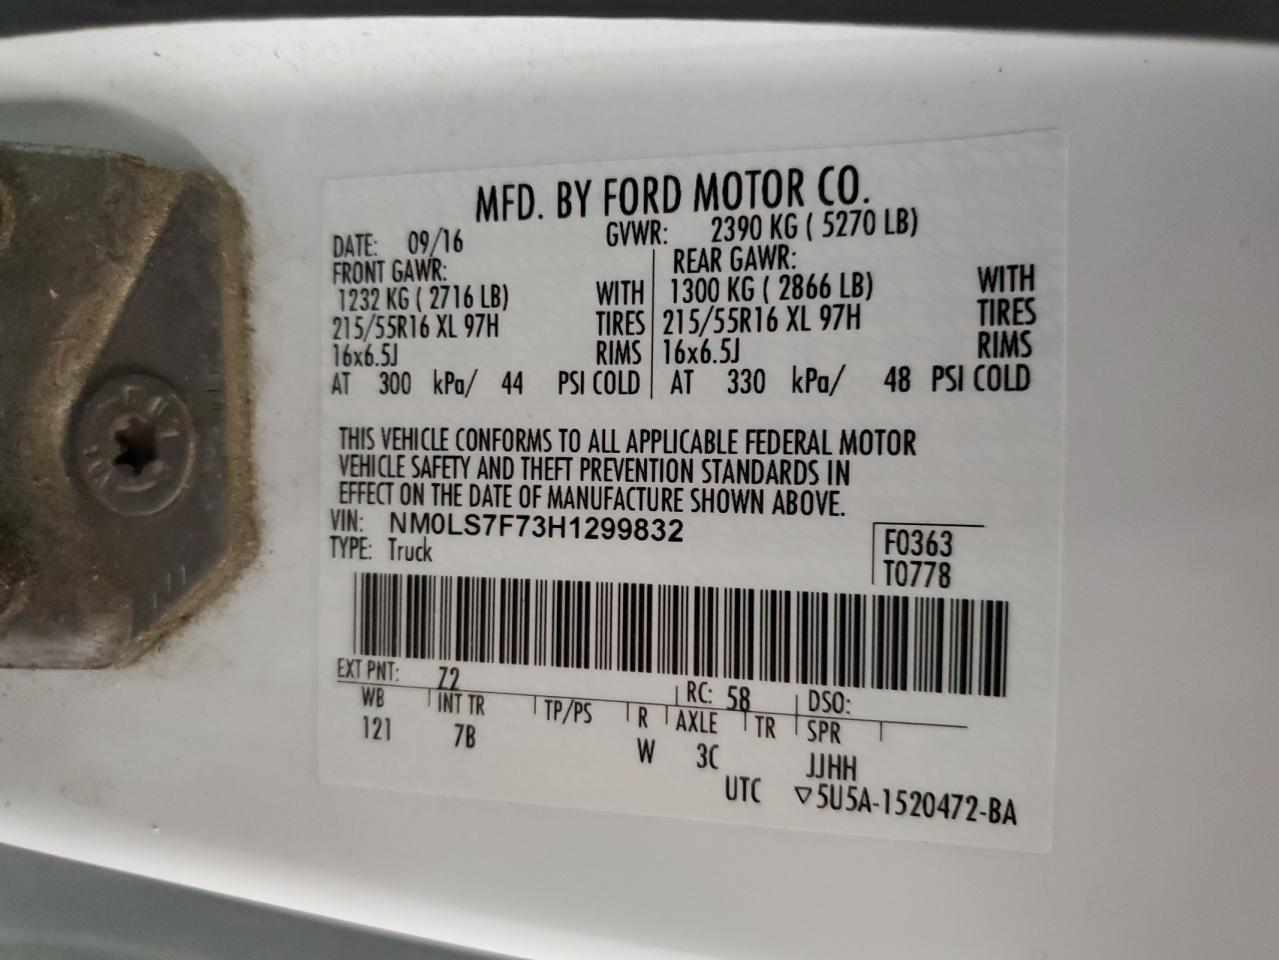 MFD. BY FORD MOTOR CO.
DATE: 09/16 GVWR: 2390 KG ( 5270 LB)
FRONT GAWR: REAR GAWR:
1232 KG ( 2716 LB) WITH 1300 KG ( 2866 LB) WITH
215/55R16 XL 97H TIRES 215/55R16 XL 97H TIRES
16x6.5J RIMS 16x6.5J RIMS
AT 300 kPa/ 44 PSI COLD AT 330 kPa/ 48 PSI COLD
THIS VEHICLE CONFORMS TO ALL APPLICABLE FEDERAL MOTOR
VEHICLE SAFETY AND THEFT PREVENTION STANDARDS IN
EFFECT ON THE DATE OF MANUFACTURE SHOWN ABOVE.
VIN: NM0LS7F73H1299832
TYPE: Truck
F0363
T0778
EXT PNT: Z2 RC: 58 DSO:
WB INT TR TP/PS R AXLE TR SPR
121 7B W 3C JJHH
UTC ▽5U5A-1520472-BA